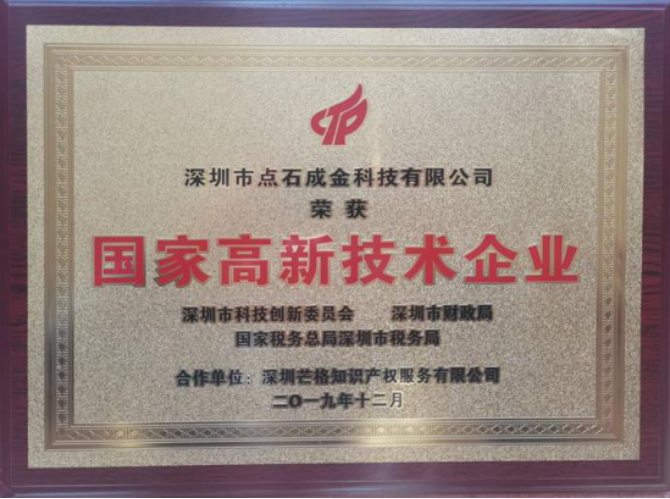 深圳市点石成金科技有限公司
荣获
国家高新技术企业
深圳市科技创新委员会 深圳市财政局
国家税务总局深圳市税务局
合作单位：深圳芒格知识产权服务有限公司
二〇一九年十二月